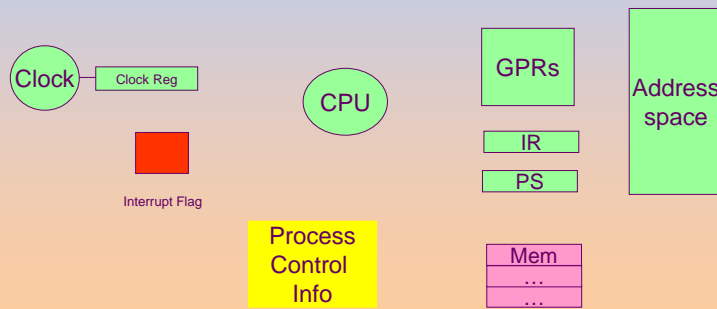 Clock
Clock Reg
CPU
GPRs
Address
space
IR
PS
Interrupt Flag
Process
Control
Info
Mem
...
...